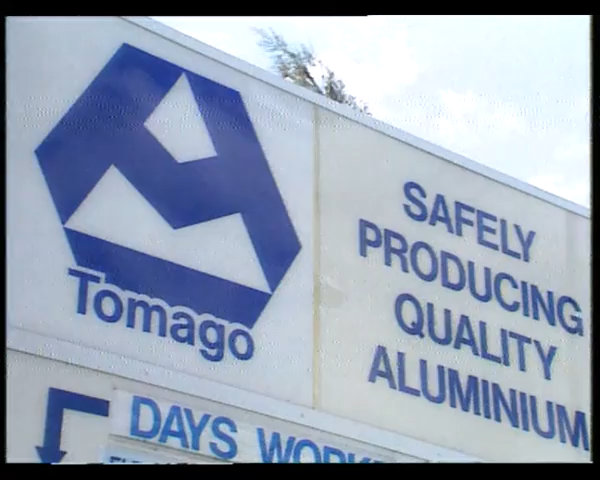 Tomago
SAFELY
PRODUCING
QUALITY
ALUMINIUM
DAYS